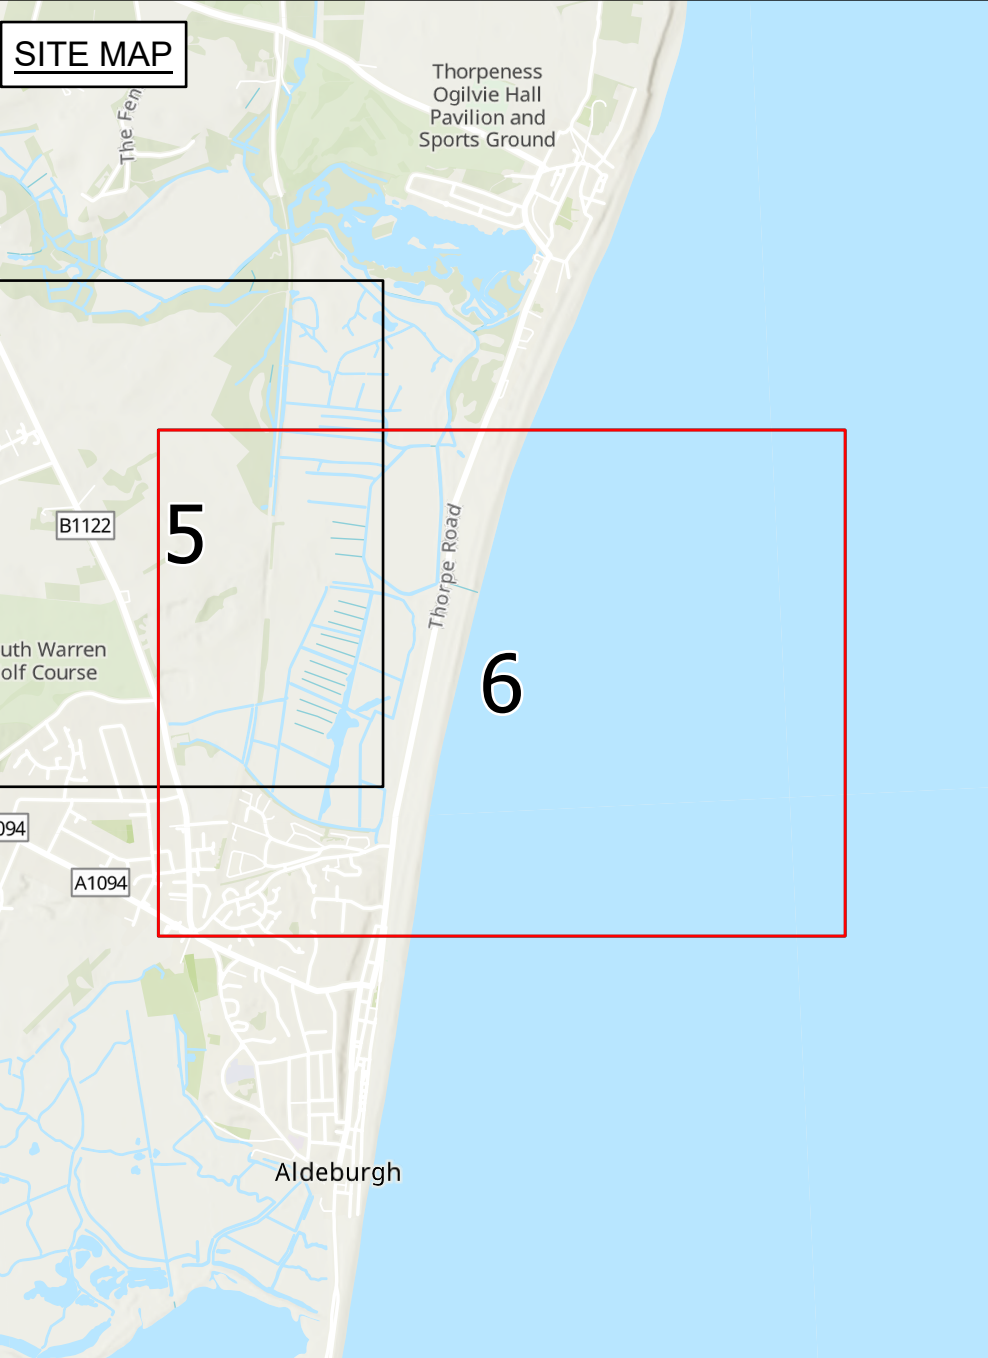 SITE MAP
Thorpeness
Ogilvie Hall
Pavilion and
Sports Ground
The Fen
5
B1122
Thorpe Road
uth Warren
olf Course
6
094
A1094
Aldeburgh